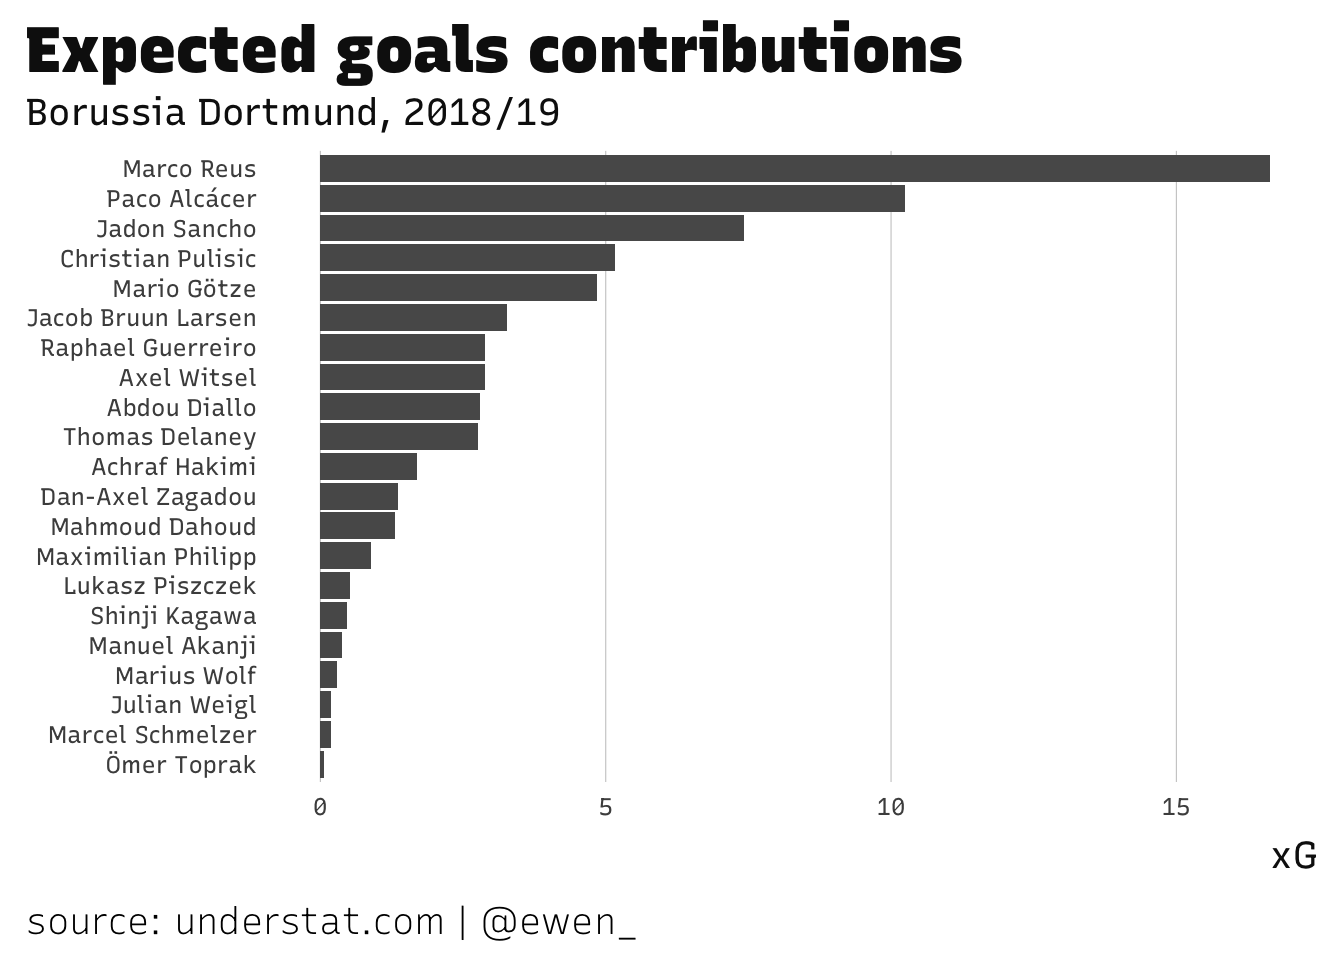 Expected goals contributions
Borussia Dortmund, 2018/19
Marco Reus
Paco Alcácer
Jadon Sancho
Christian Pulisic
Mario Götze
Jacob Bruun Larsen
Raphael Guerreiro
Axel Witsel
Abdou Diallo
Thomas Delaney
Achraf Hakimi
Dan-Axel Zagadou
Mahmoud Dahoud
Maximilian Philipp
Lukasz Piszczek
Shinji Kagawa
Manuel Akanji
Marius Wolf
Julian Weigl
Marcel Schmelzer
Ömer Toprak
0 5 10 15
xG
source: understat.com | @ewen_